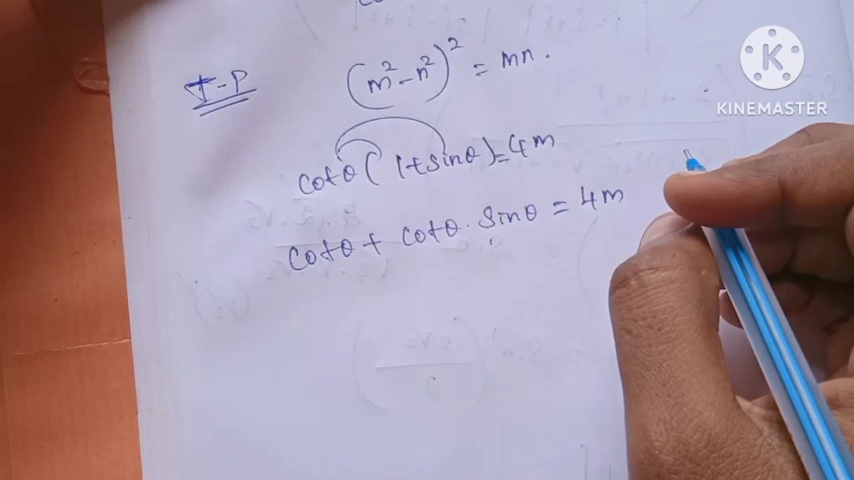 T-P (m² - n²)² = mn.
cotθ(1+sinθ)=4m
cotθ + cotθ. sinθ = 4m
K
KINEMASTER